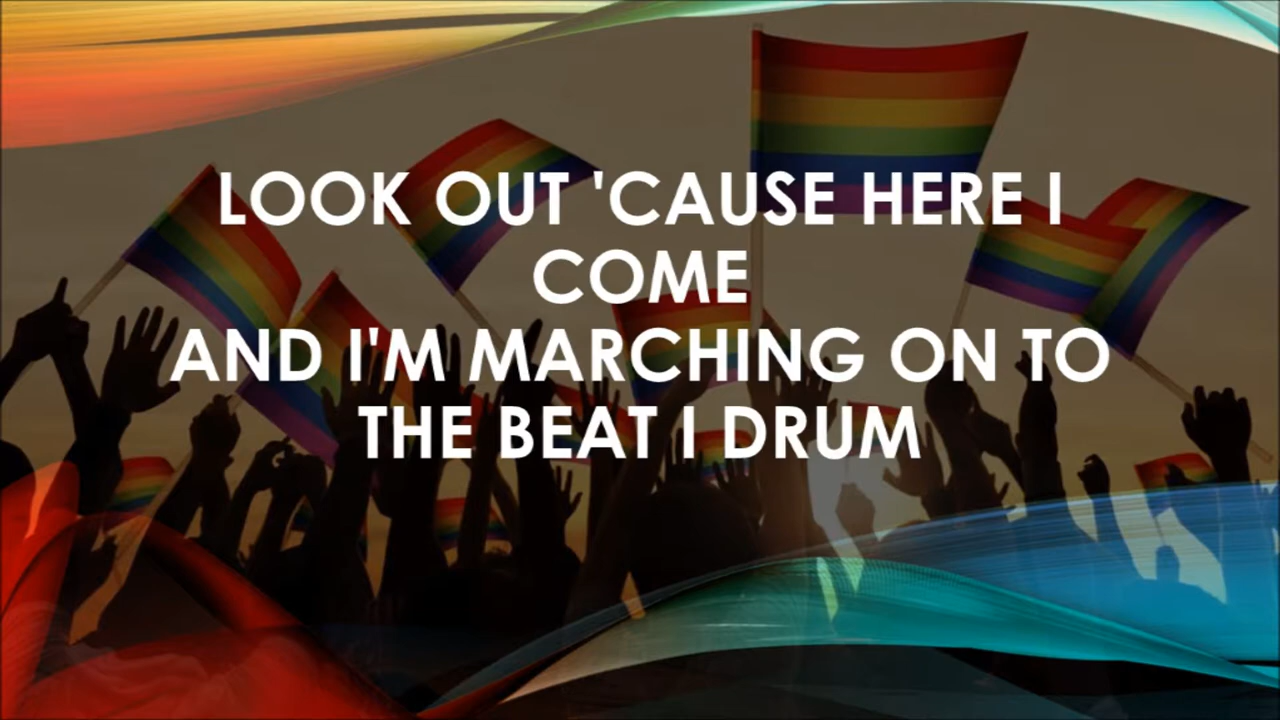 LOOK OUT 'CAUSE HERE I
COME
AND I'M MARCHING ON TO
THE BEAT I DRUM